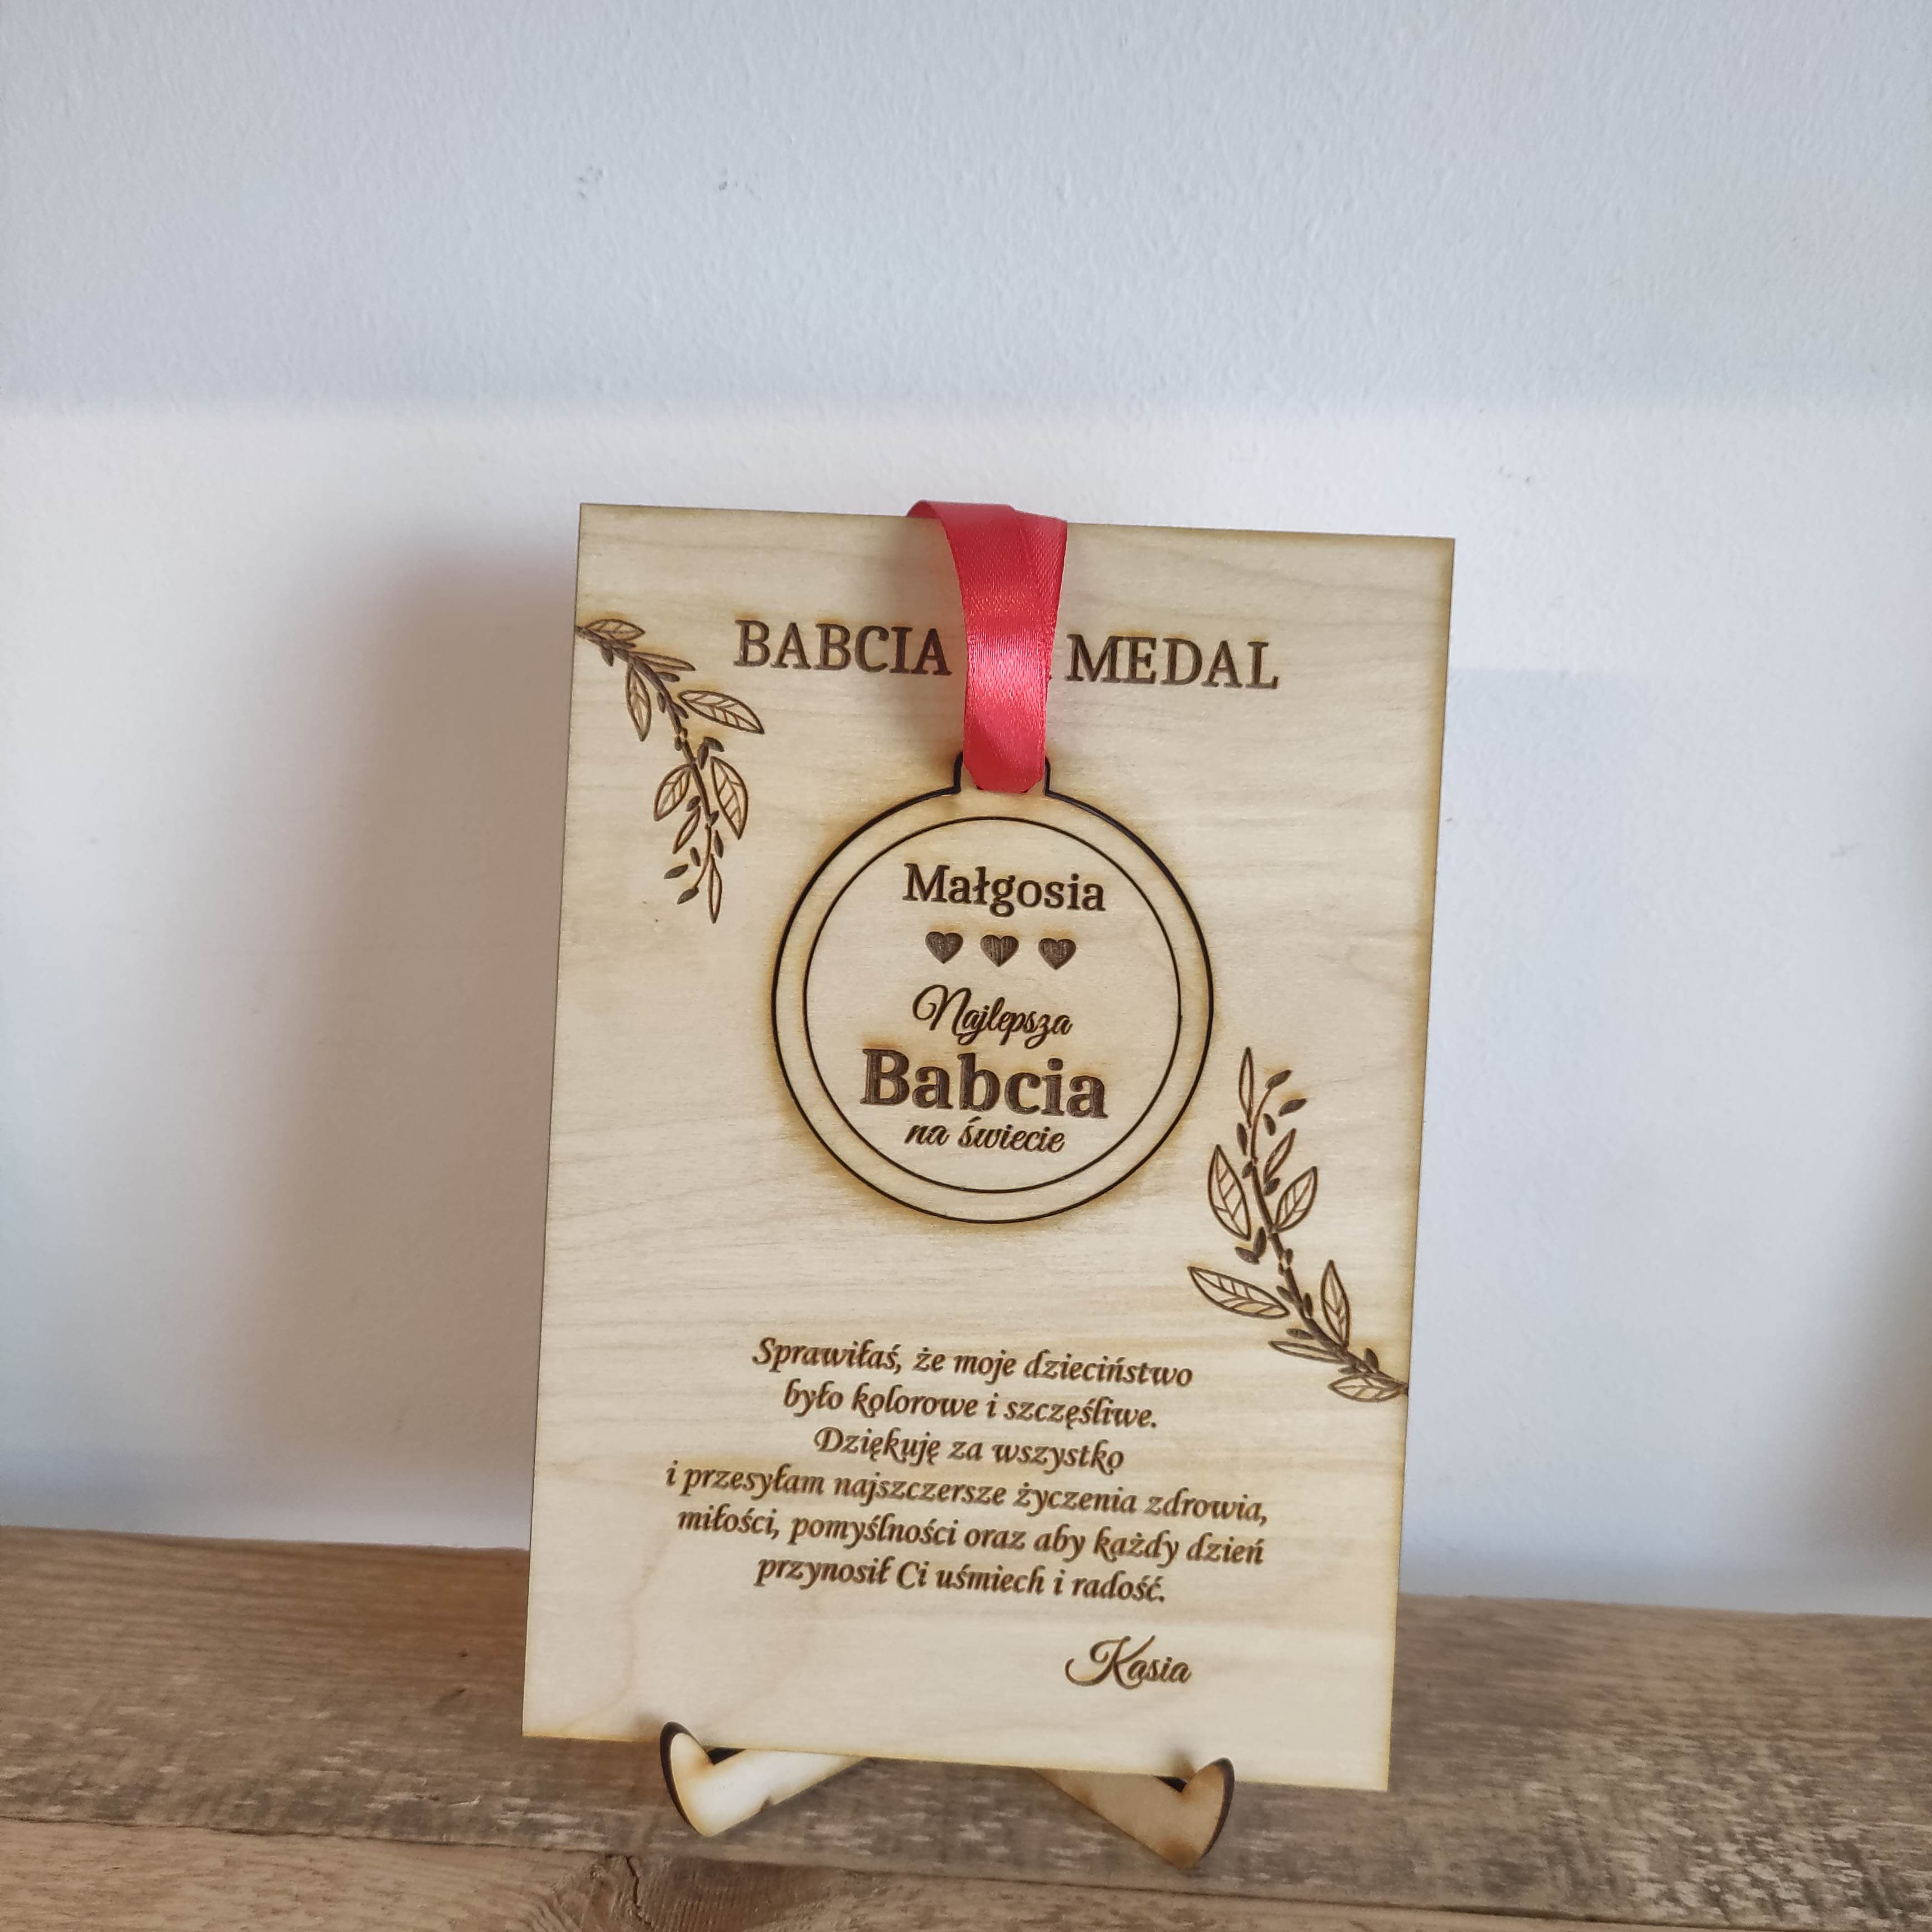 BABCIA MEDAL
Małgosia
Najlepsza
Babcia
na świecie
Sprawiłaś, że moje dzieciństwo
było kolorowe i szczęśliwe.
Dziękuję za wszystko
i przesyłam najszczersze życzenia zdrowia,
miłości, pomyślności oraz aby każdy dzień
przynosił Ci uśmiech i radość.
Kasia